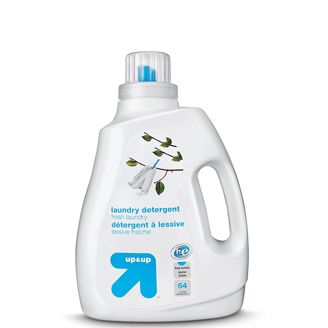 laundry detergent
fresh laundry
détergent à lessive
lessive fraîche
up&up
he
64